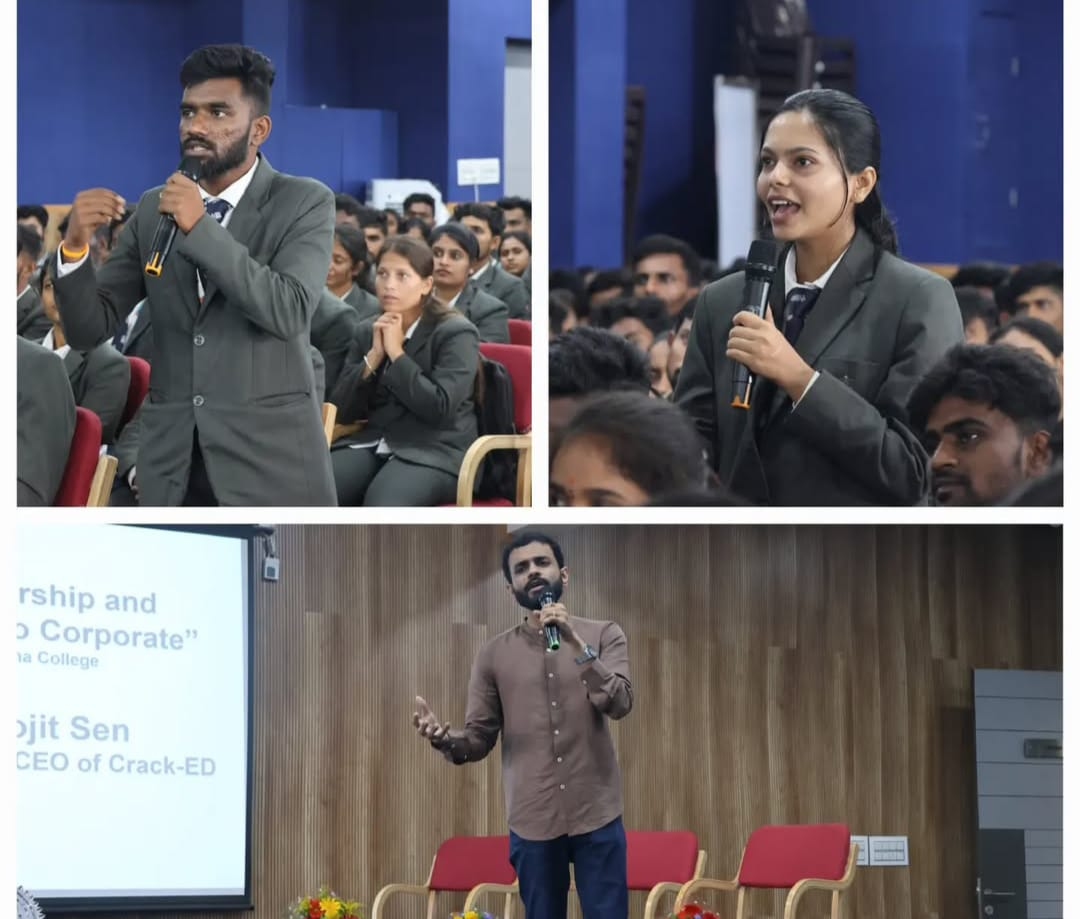 rship and
o Corporate”
na College
ojit Sen
CEO of Crack-ED